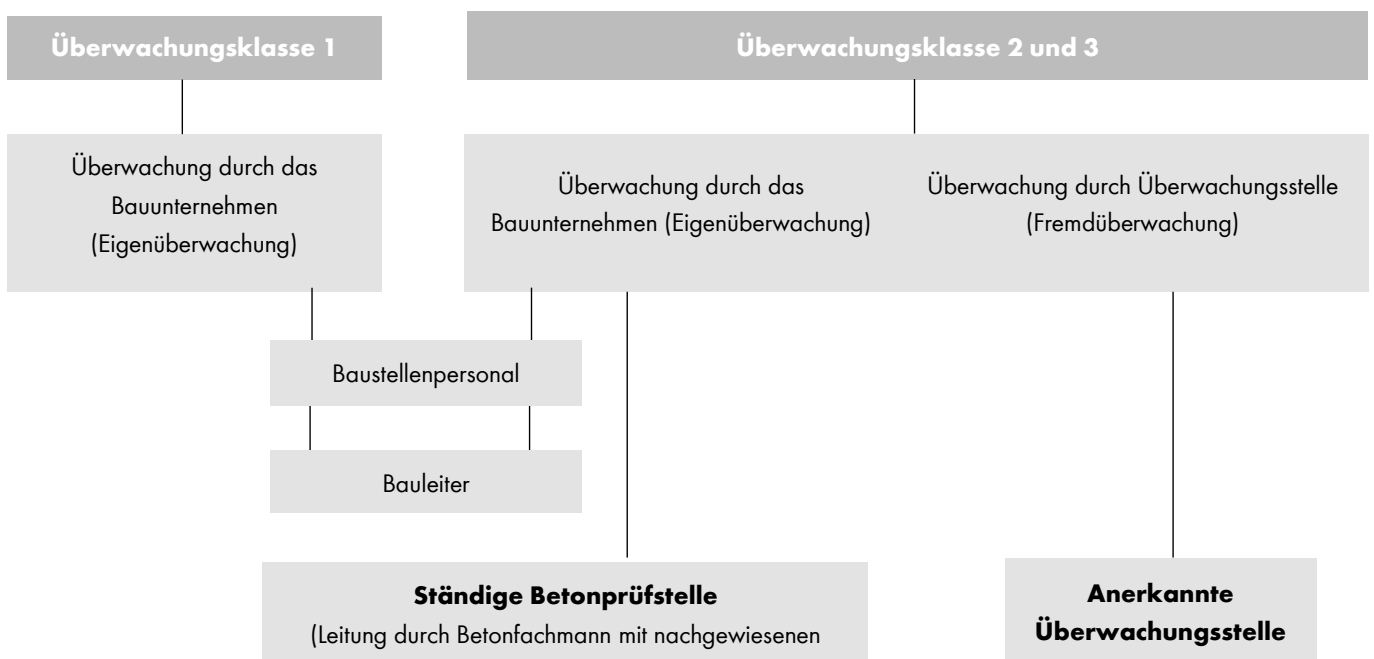 Überwachungsklasse 1
Überwachungsklasse 2 und 3
Überwachung durch das
Bauunternehmen
(Eigenüberwachung)
Überwachung durch das
Bauunternehmen (Eigenüberwachung)
Überwachung durch Überwachungsstelle
(Fremdüberwachung)
Baustellenpersonal
Bauleiter
Ständige Betonprüfstelle
(Leitung durch Betonfachmann mit nachgewiesenen
Anerkannte
Überwachungsstelle